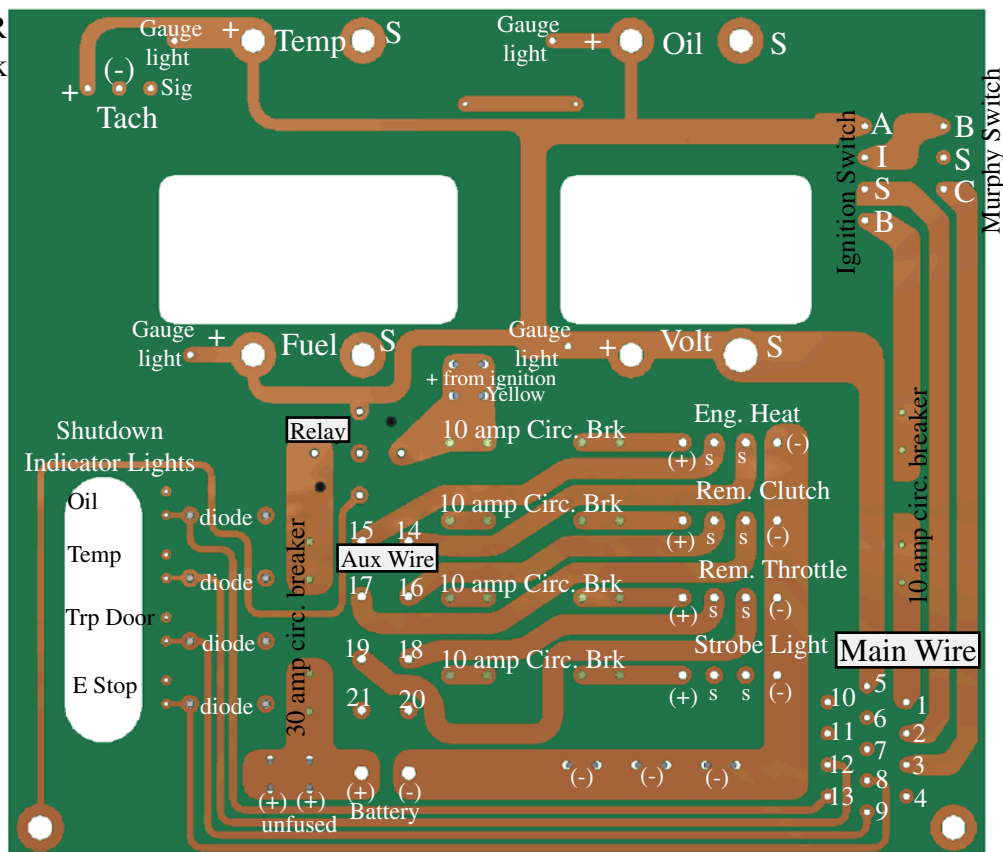 R
k
Gauge
light
+
Temp
S
Gauge
light
+
Oil
S
+
(-)
Sig
Tach
Ignition Switch
A
I
S
B
B
S
C
Murphy Switch
Gauge
light
+
Fuel
S
Gauge
light
+
Volt
S
+ from ignition
Yellow
Relay
10 amp Circ. Brk
Eng. Heat
(+)
s
s
(-)
10 amp Circ. Brk
Rem. Clutch
(+)
s
s
(-)
10 amp Circ. Brk
Rem. Throttle
(+)
s
s
(-)
10 amp Circ. Brk
Strobe Light
(+)
s
s
(-)
10 amp circ. breaker
Shutdown
Indicator Lights
Oil
diode
Temp
diode
Trp Door
diode
E Stop
diode
30 amp circ. breaker
15
14
Aux Wire
17
16
19
18
21
20
Main Wire
5
10
1
6
11
2
7
12
3
8
13
4
9
(+)
(+)
unfused
(+)
(-)
Battery
(-)
(-)
(-)